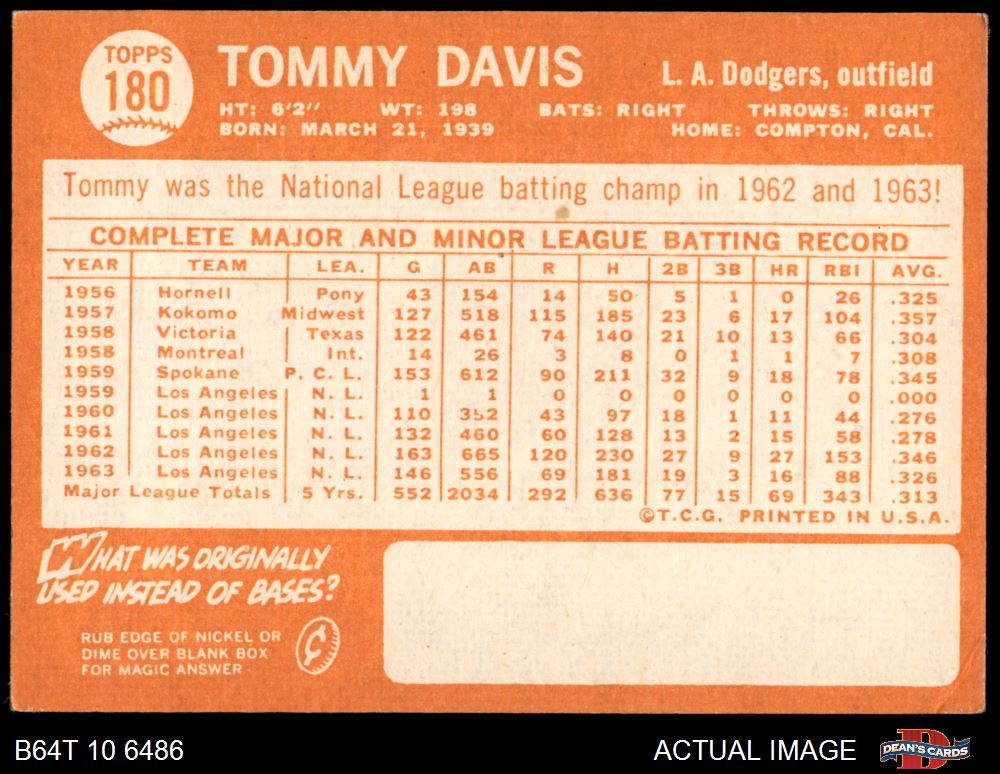 TOPPS
180
TOMMY DAVIS
L. A. Dodgers, outfield
HT: 6'2" WT: 198 BATS: RIGHT THROWS: RIGHT
BORN: MARCH 21, 1939 HOME: COMPTON, CAL.
Tommy was the National League batting champ in 1962 and 1963!
COMPLETE MAJOR AND MINOR LEAGUE BATTING RECORD
YEAR TEAM LEA. G AB R H 2B 3B HR RBI AVG.
1956 Hornell Pony 43 154 14 50 5 1 0 26 .325
1957 Kokomo Midwest 127 518 115 185 23 6 17 104 .357
1958 Victoria Texas 122 461 74 140 21 10 13 66 .304
1958 Montreal Int. 14 26 3 8 0 1 1 7 .308
1959 Spokane P. C. L. 153 612 90 211 32 9 18 78 .345
1959 Los Angeles N. L. 1 1 0 0 0 0 0 0 .000
1960 Los Angeles N. L. 110 352 43 97 18 1 11 44 .276
1961 Los Angeles N. L. 132 460 60 128 13 2 15 58 .278
1962 Los Angeles N. L. 163 665 120 230 27 9 27 153 .346
1963 Los Angeles N. L. 146 556 69 181 19 3 16 88 .326
Major League Totals 5 Yrs. 552 2034 292 636 77 15 69 343 .313
©T.C.G. PRINTED IN U.S.A.
WHAT WAS ORIGINALLY
USED INSTEAD OF BASES?
RUB EDGE OF NICKEL OR
DIME OVER BLANK BOX
FOR MAGIC ANSWER.
¢
B64T 10 6486 ACTUAL IMAGE
DEAN'S CARDS